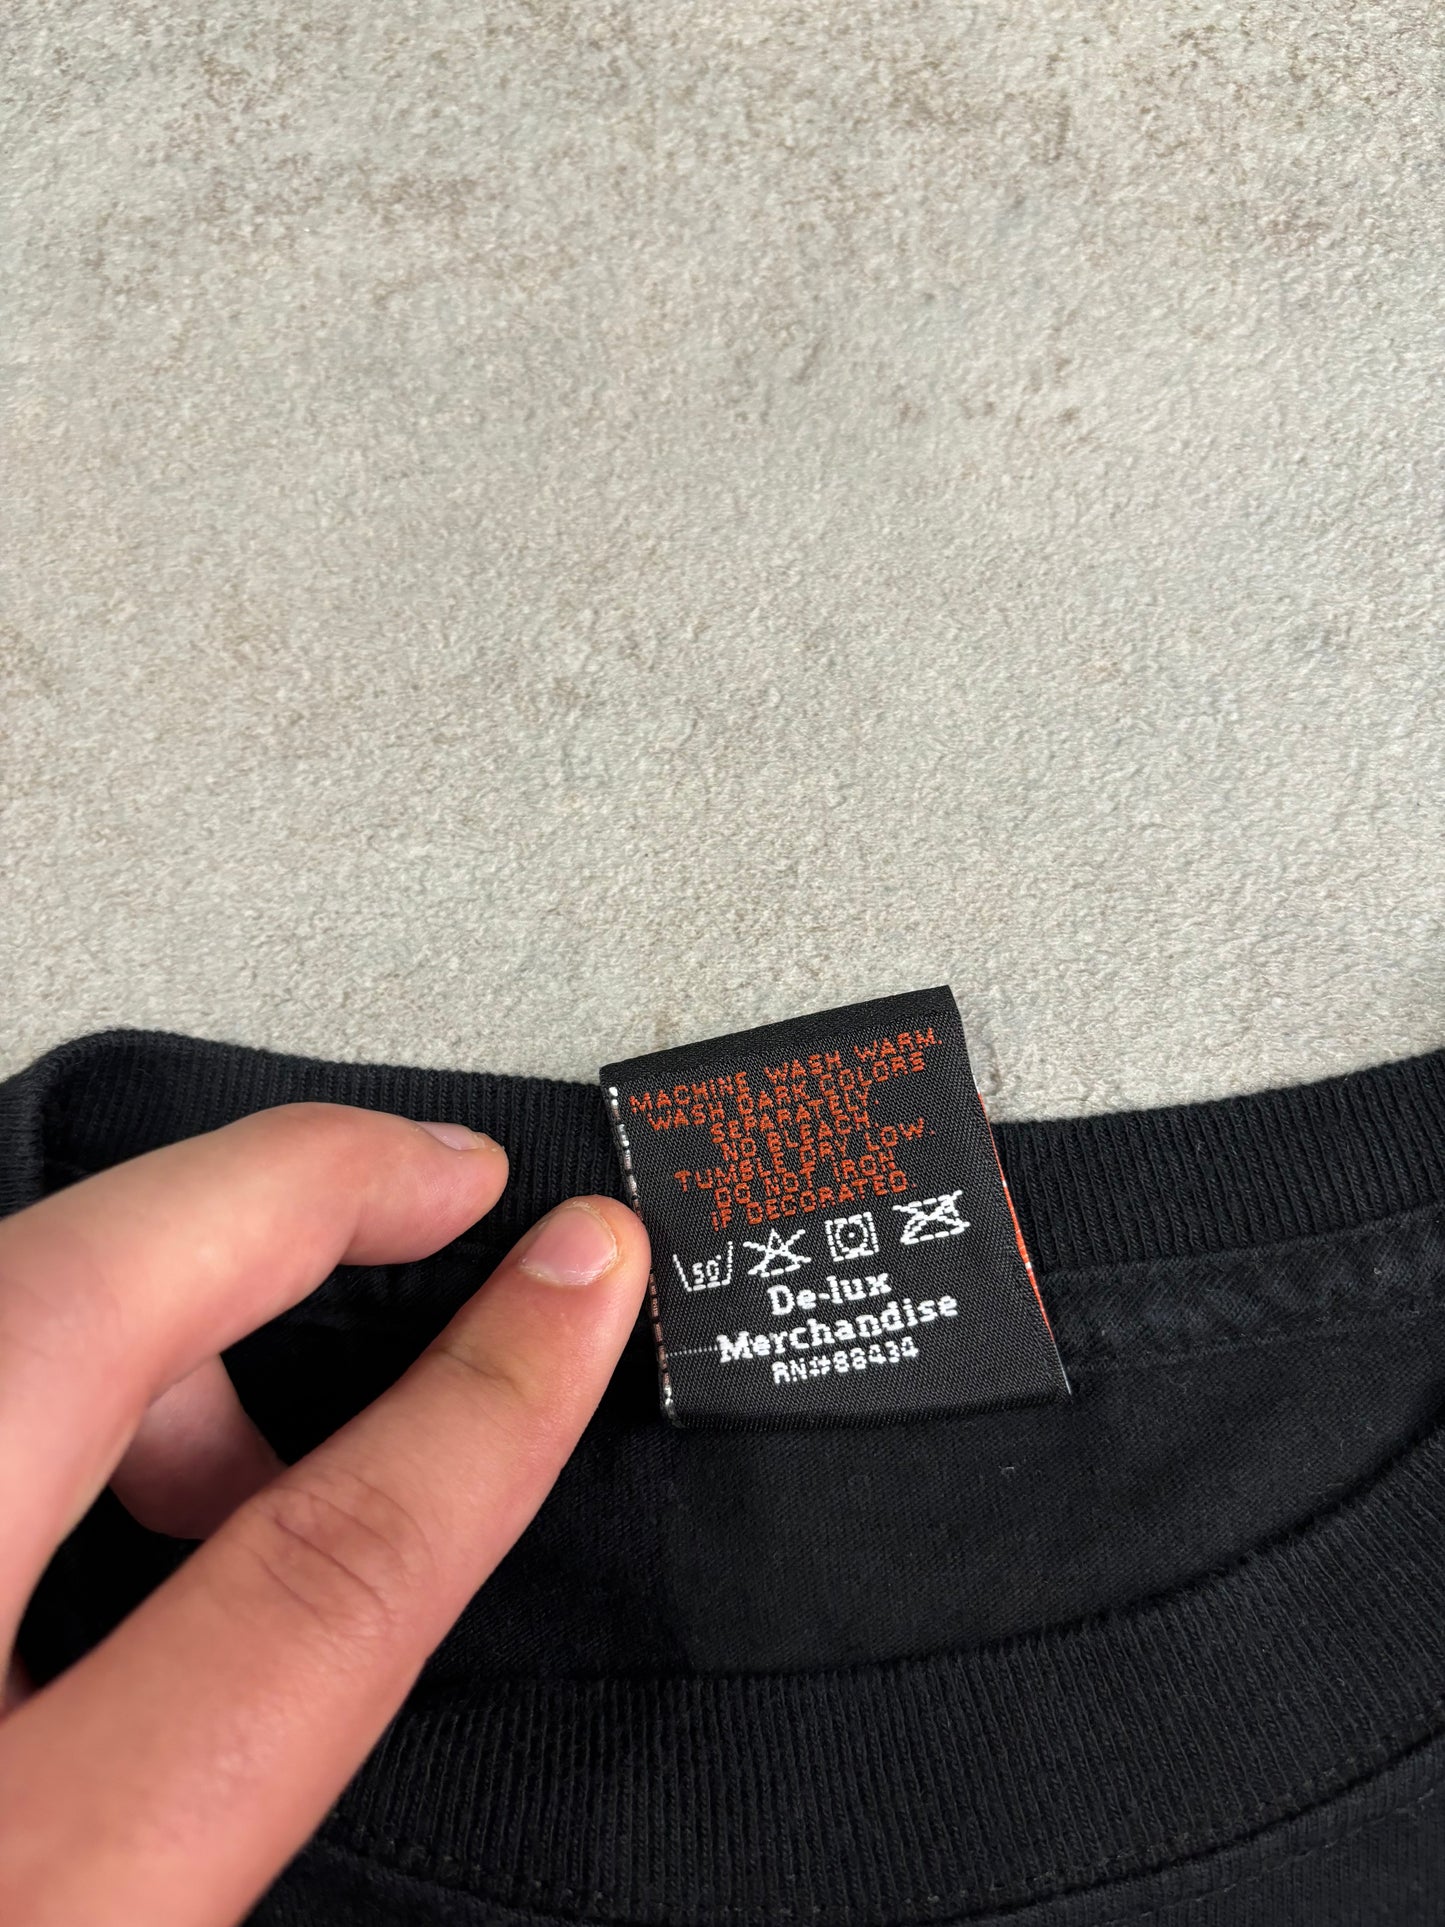 MACHINE WASH WARM.
WASH DARK COLORS
SEPARATELY
NO BLEACH.
TUMBLE DRY LOW.
DO NOT IRON
IF DECORATED.
50°
De-lux
Merchandise
RN#88434